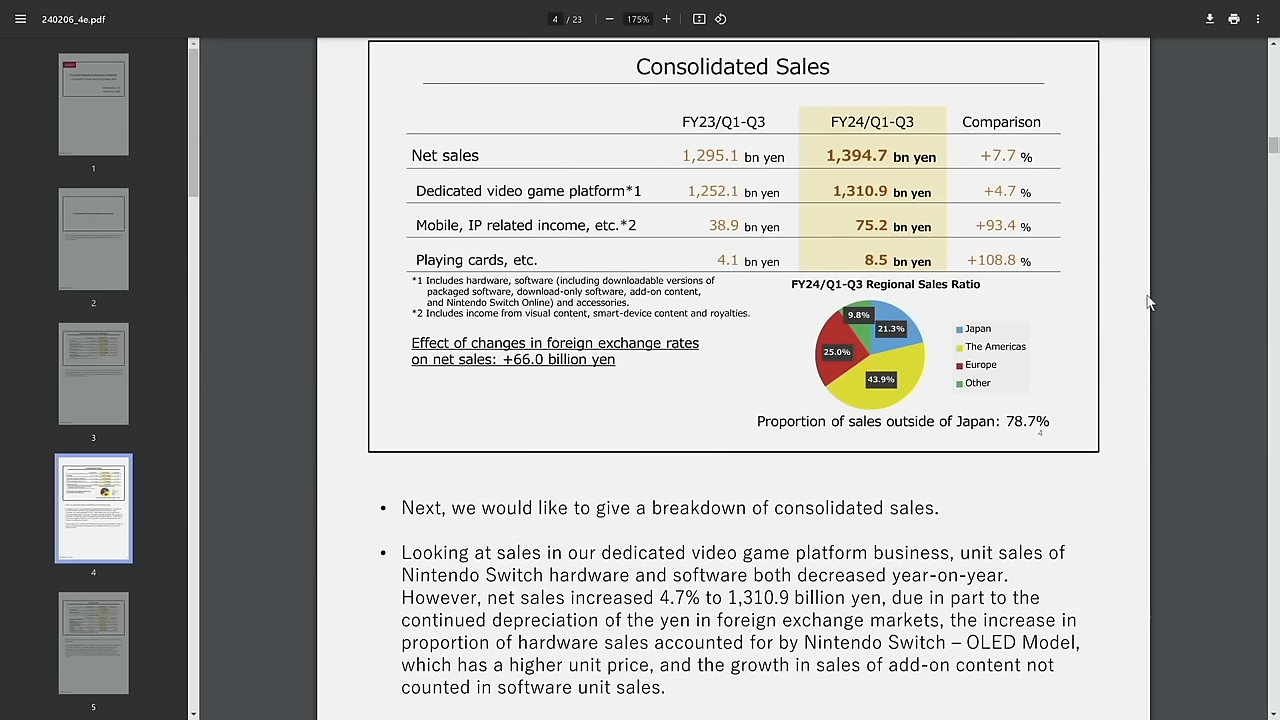 240206_4e.pdf
4 / 23
175%
1
2
3
4
5
Consolidated Sales
FY23/Q1-Q3 FY24/Q1-Q3 Comparison
Net sales 1,295.1 bn yen 1,394.7 bn yen +7.7 %
Dedicated video game platform*1 1,252.1 bn yen 1,310.9 bn yen +4.7 %
Mobile, IP related income, etc.*2 38.9 bn yen 75.2 bn yen +93.4 %
Playing cards, etc. 4.1 bn yen 8.5 bn yen +108.8 %
*1 Includes hardware, software (including downloadable versions of
packaged software, download-only software, add-on content,
and Nintendo Switch Online) and accessories.
*2 Includes income from visual content, smart-device content and royalties.
Effect of changes in foreign exchange rates
on net sales: +66.0 billion yen
FY24/Q1-Q3 Regional Sales Ratio
9.8%
21.3%
25.0%
43.9%
Japan
The Americas
Europe
Other
Proportion of sales outside of Japan: 78.7%
4
• Next, we would like to give a breakdown of consolidated sales.
• Looking at sales in our dedicated video game platform business, unit sales of
Nintendo Switch hardware and software both decreased year-on-year.
However, net sales increased 4.7% to 1,310.9 billion yen, due in part to the
continued depreciation of the yen in foreign exchange markets, the increase in
proportion of hardware sales accounted for by Nintendo Switch – OLED Model,
which has a higher unit price, and the growth in sales of add-on content not
counted in software unit sales.